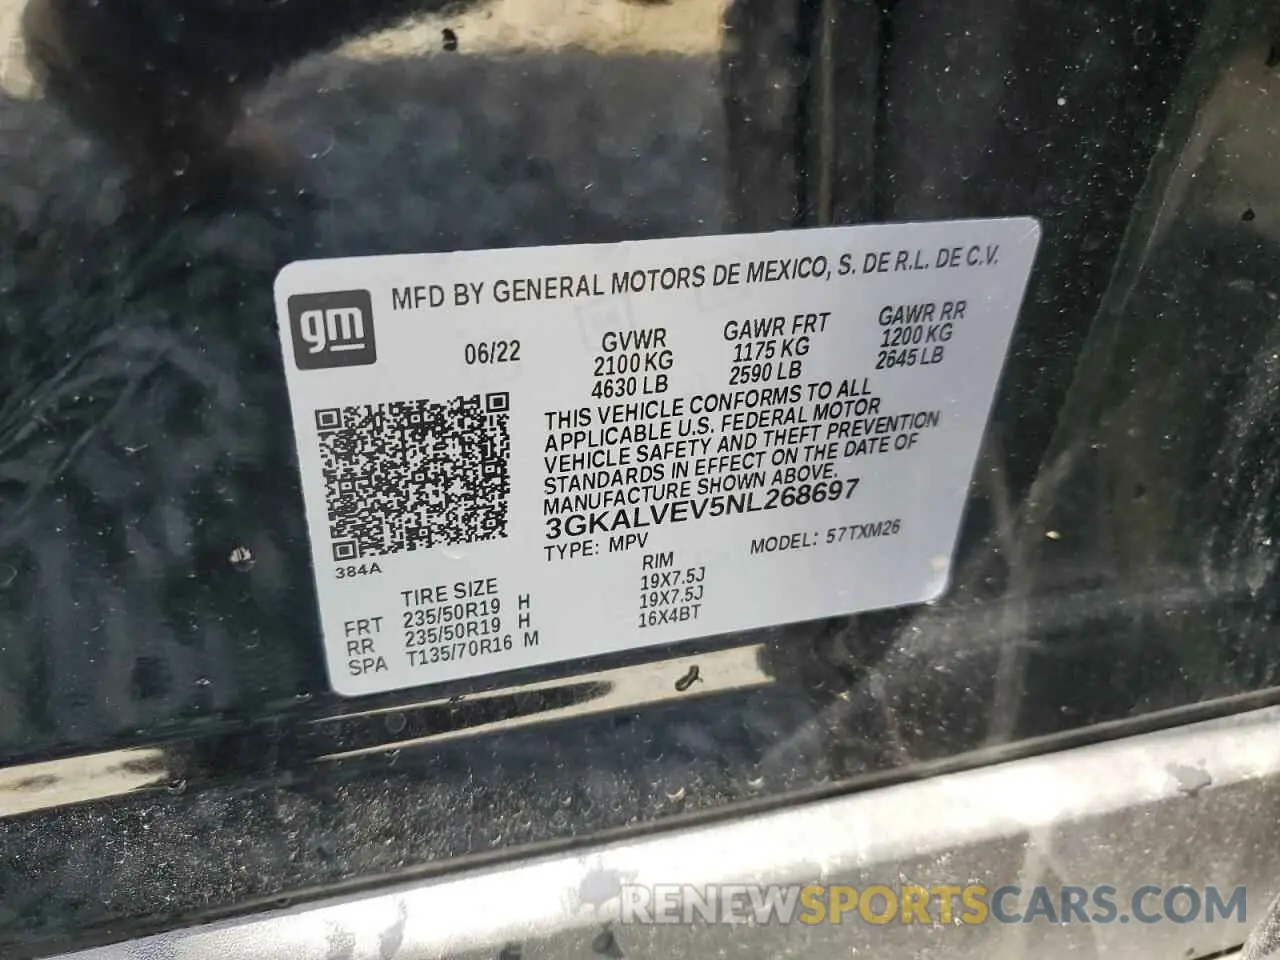 MFD BY GENERAL MOTORS DE MEXICO, S. DE R.L. DE C.V.
gm
06/22
GVWR
2100 KG
4630 LB
GAWR FRT
1175 KG
2590 LB
GAWR RR
1200 KG
2645 LB
THIS VEHICLE CONFORMS TO ALL
APPLICABLE U.S. FEDERAL MOTOR
VEHICLE SAFETY AND THEFT PREVENTION
STANDARDS IN EFFECT ON THE DATE OF
MANUFACTURE SHOWN ABOVE.
3GKALVEV5NL268697
TYPE: MPV
MODEL: 57TXM26
384A
TIRE SIZE RIM
FRT 235/50R19 H 19X7.5J
RR 235/50R19 H 19X7.5J
SPA T135/70R16 M 16X4BT
RENEWSPORTSCARS.COM